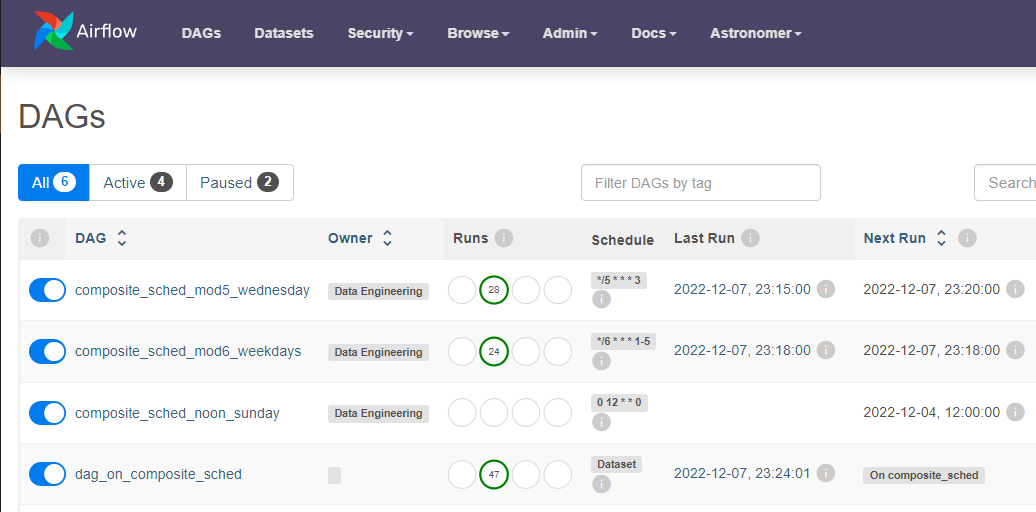 Airflow DAGs Datasets Security Browse Admin Docs Astronomer
DAGs
All 6 Active 4 Paused 2 Filter DAGs by tag Search
i DAG Owner Runs i Schedule Last Run i Next Run i
composite_sched_mod5_wednesday Data Engineering 28 */5 * * * 3 i 2022-12-07, 23:15:00 i 2022-12-07, 23:20:00 i
composite_sched_mod6_weekdays Data Engineering 24 */6 * * * 1-5 i 2022-12-07, 23:18:00 i 2022-12-07, 23:18:00 i
composite_sched_noon_sunday Data Engineering 0 12 * * 0 i 2022-12-04, 12:00:00 i
dag_on_composite_sched 47 Dataset i 2022-12-07, 23:24:01 i On composite_sched